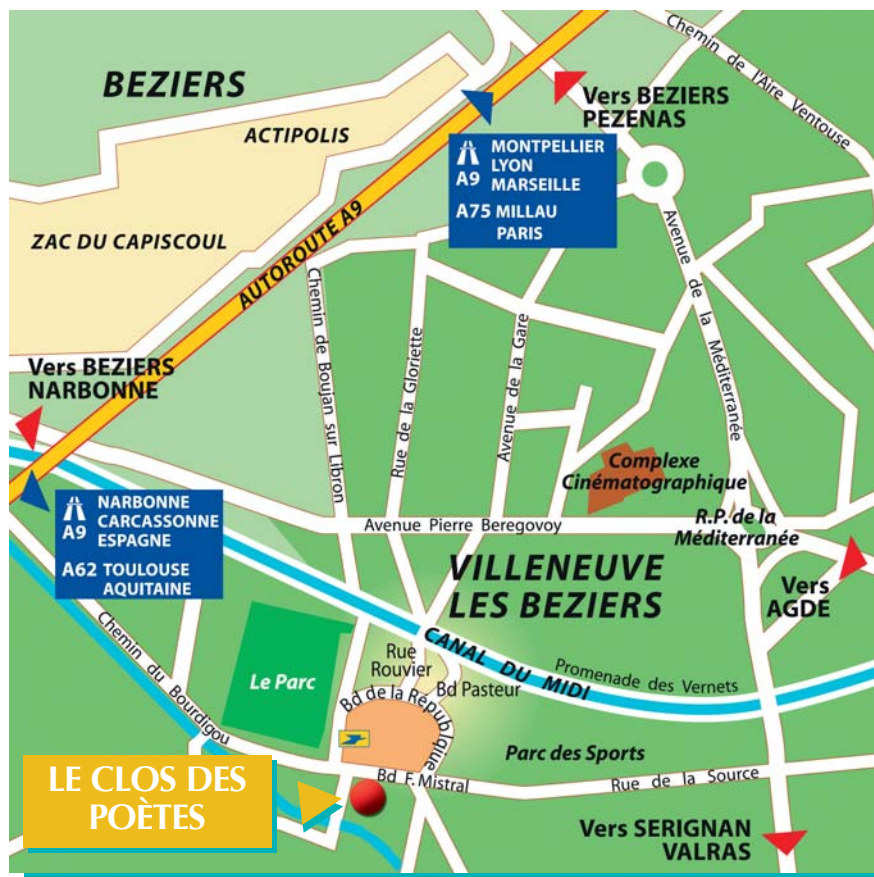 BEZIERS
ACTIPOLIS
ZAC DU CAPISCOUL
AUTOROUTE A9
Chemin de l'Aire Ventouse
Vers BEZIERS
PEZENAS
A9
MONTPELLIER
LYON
MARSEILLE
A75 MILLAU
PARIS
Avenue de la Méditerranée
Chemin de Boujan sur Libron
Rue de la Gloriette
Avenue de la Gare
Vers BEZIERS
NARBONNE
A9
NARBONNE
CARCASSONNE
ESPAGNE
A62 TOULOUSE
AQUITAINE
Complexe
Cinématographique
Avenue Pierre Beregovoy
R.P. de la
Méditerranée
Vers
AGDE
VILLENEUVE
LES BEZIERS
CANAL DU MIDI
Promenade des Vernets
Chemin du Bourdigou
Le Parc
Rue
Rouvier
Bd Pasteur
Bd de la République
Parc des Sports
Bd F. Mistral
Rue de la Source
LE CLOS DES
POÈTES
Vers SERIGNAN
VALRAS